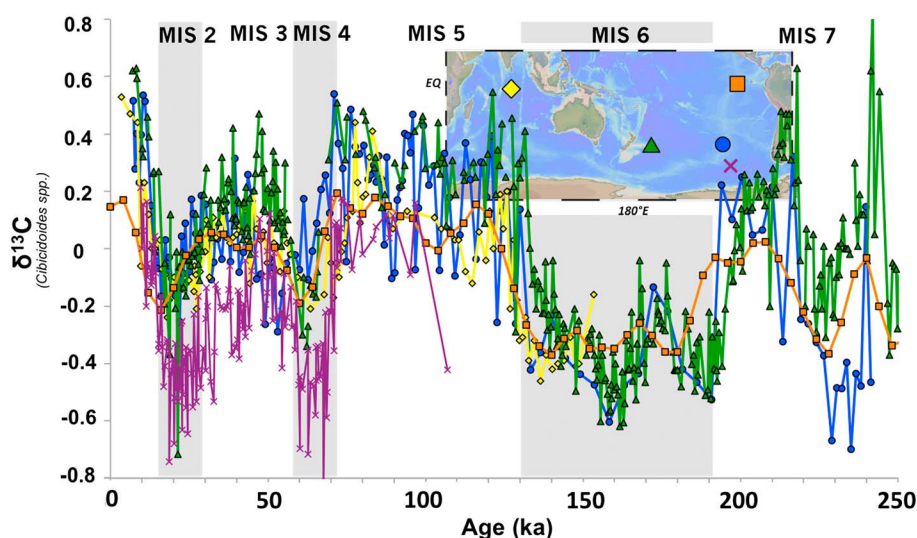 MIS 2 MIS 3 MIS 4 MIS 5 MIS 6 MIS 7
0.8
0.6
EQ
0.4
0.2
180°E
0
-0.2
-0.4
-0.6
-0.8
δ13C
(Cibicidoides spp.)
0 50 100 150 200 250
Age (ka)